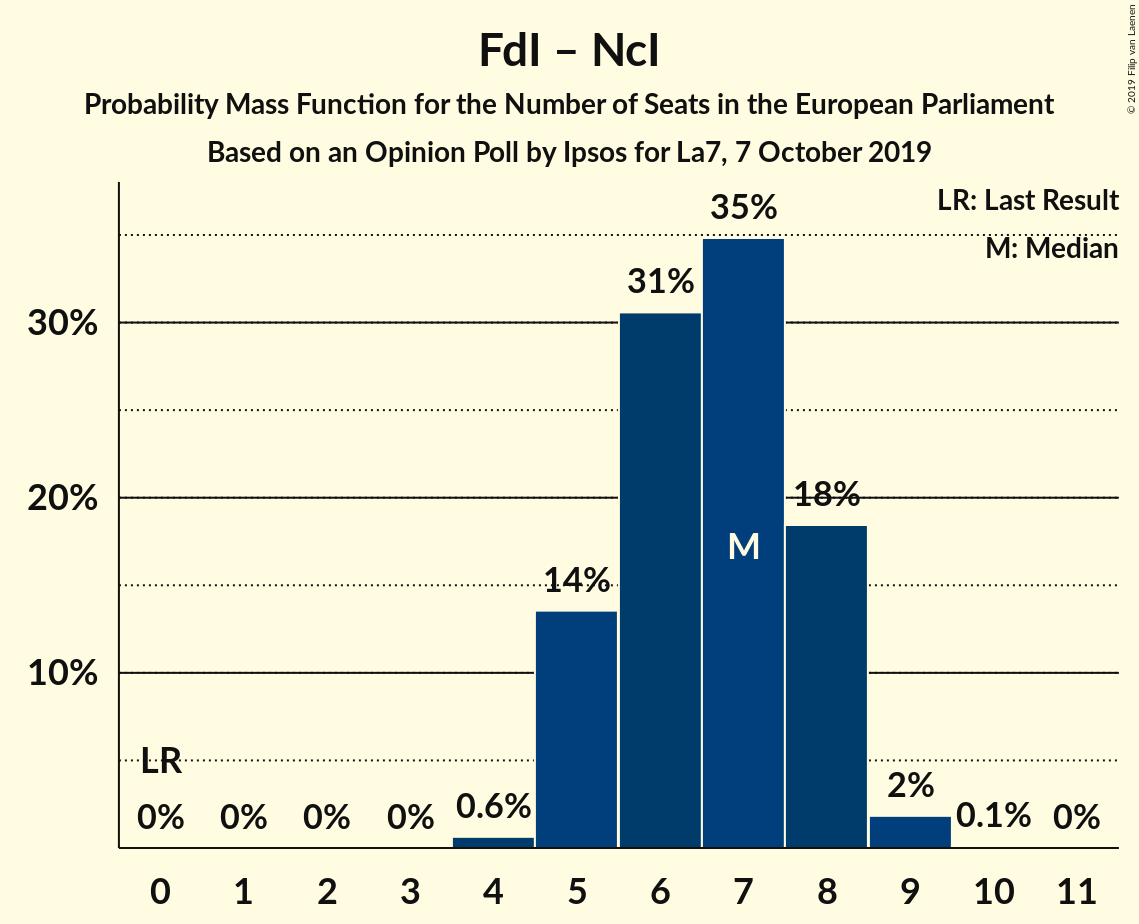 FdI – NcI
Probability Mass Function for the Number of Seats in the European Parliament
Based on an Opinion Poll by Ipsos for La7, 7 October 2019
© 2019 Filip van Laenen
LR: Last Result
M: Median
35%
31%
30%
18%
20%
M
14%
10%
LR
0%
0%
0%
0%
0.6%
2%
0.1%
0%
0 1 2 3 4 5 6 7 8 9 10 11